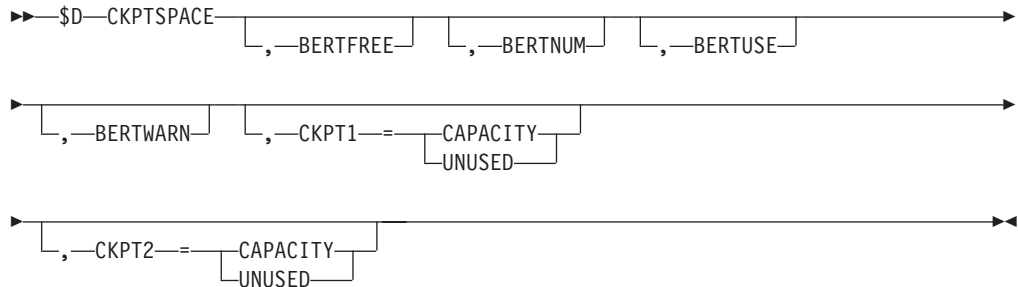 $D CKPTSPACE
, BERTFREE , BERTNUM , BERTUSE
, BERTWARN , CKPT1 = CAPACITY
UNUSED
, CKPT2 = CAPACITY
UNUSED